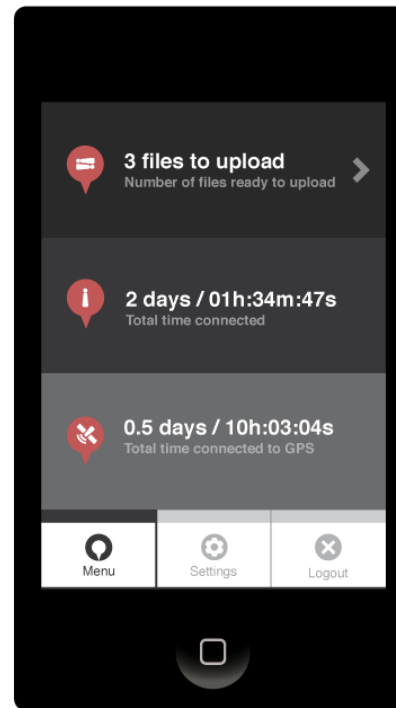 3 files to upload
Number of files ready to upload
2 days / 01h:34m:47s
Total time connected
0.5 days / 10h:03:04s
Total time connected to GPS
Menu
Settings
Logout